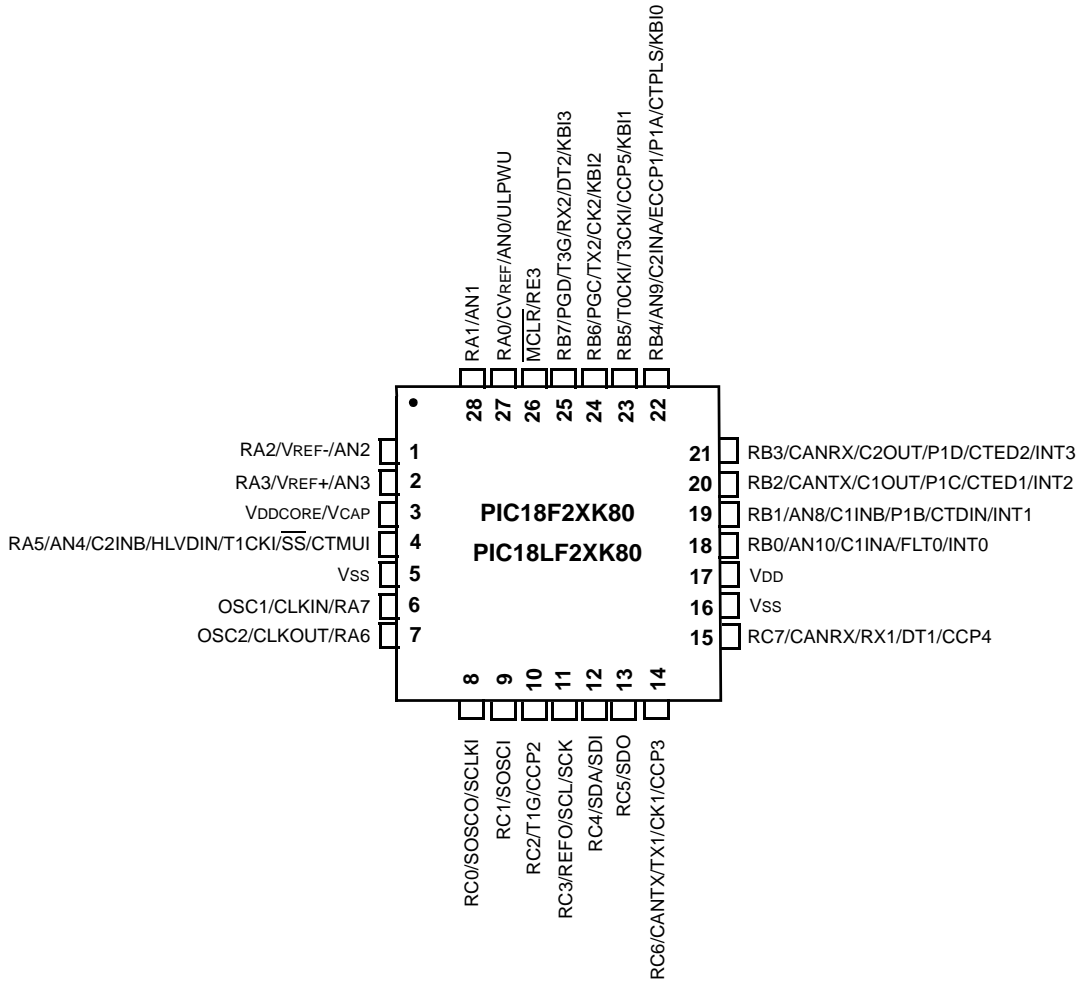 RA1/AN1
RA0/CVREF/AN0/ULPWU
MCLR/RE3
RB7/PGD/T3G/RX2/DT2/KBI3
RB6/PGC/TX2/CK2/KBI2
RB5/T0CKI/T3CKI/CCP5/KBI1
RB4/AN9/C2INA/ECCP1/P1A/CTPLS/KBI0
28
27
26
25
24
23
22
RA2/VREF-/AN2 1
RA3/VREF+/AN3 2
VDDCORE/VCAP 3
RA5/AN4/C2INB/HLVDIN/T1CKI/SS/CTMUI 4
VSS 5
OSC1/CLKIN/RA7 6
OSC2/CLKOUT/RA6 7
PIC18F2XK80
PIC18LF2XK80
21 RB3/CANRX/C2OUT/P1D/CTED2/INT3
20 RB2/CANTX/C1OUT/P1C/CTED1/INT2
19 RB1/AN8/C1INB/P1B/CTDIN/INT1
18 RB0/AN10/C1INA/FLT0/INT0
17 VDD
16 VSS
15 RC7/CANRX/RX1/DT1/CCP4
8
9
10
11
12
13
14
RC0/SOSCO/SCLKI
RC1/SOSCI
RC2/T1G/CCP2
RC3/REFO/SCL/SCK
RC4/SDA/SDI
RC5/SDO
RC6/CANTX/TX1/CK1/CCP3